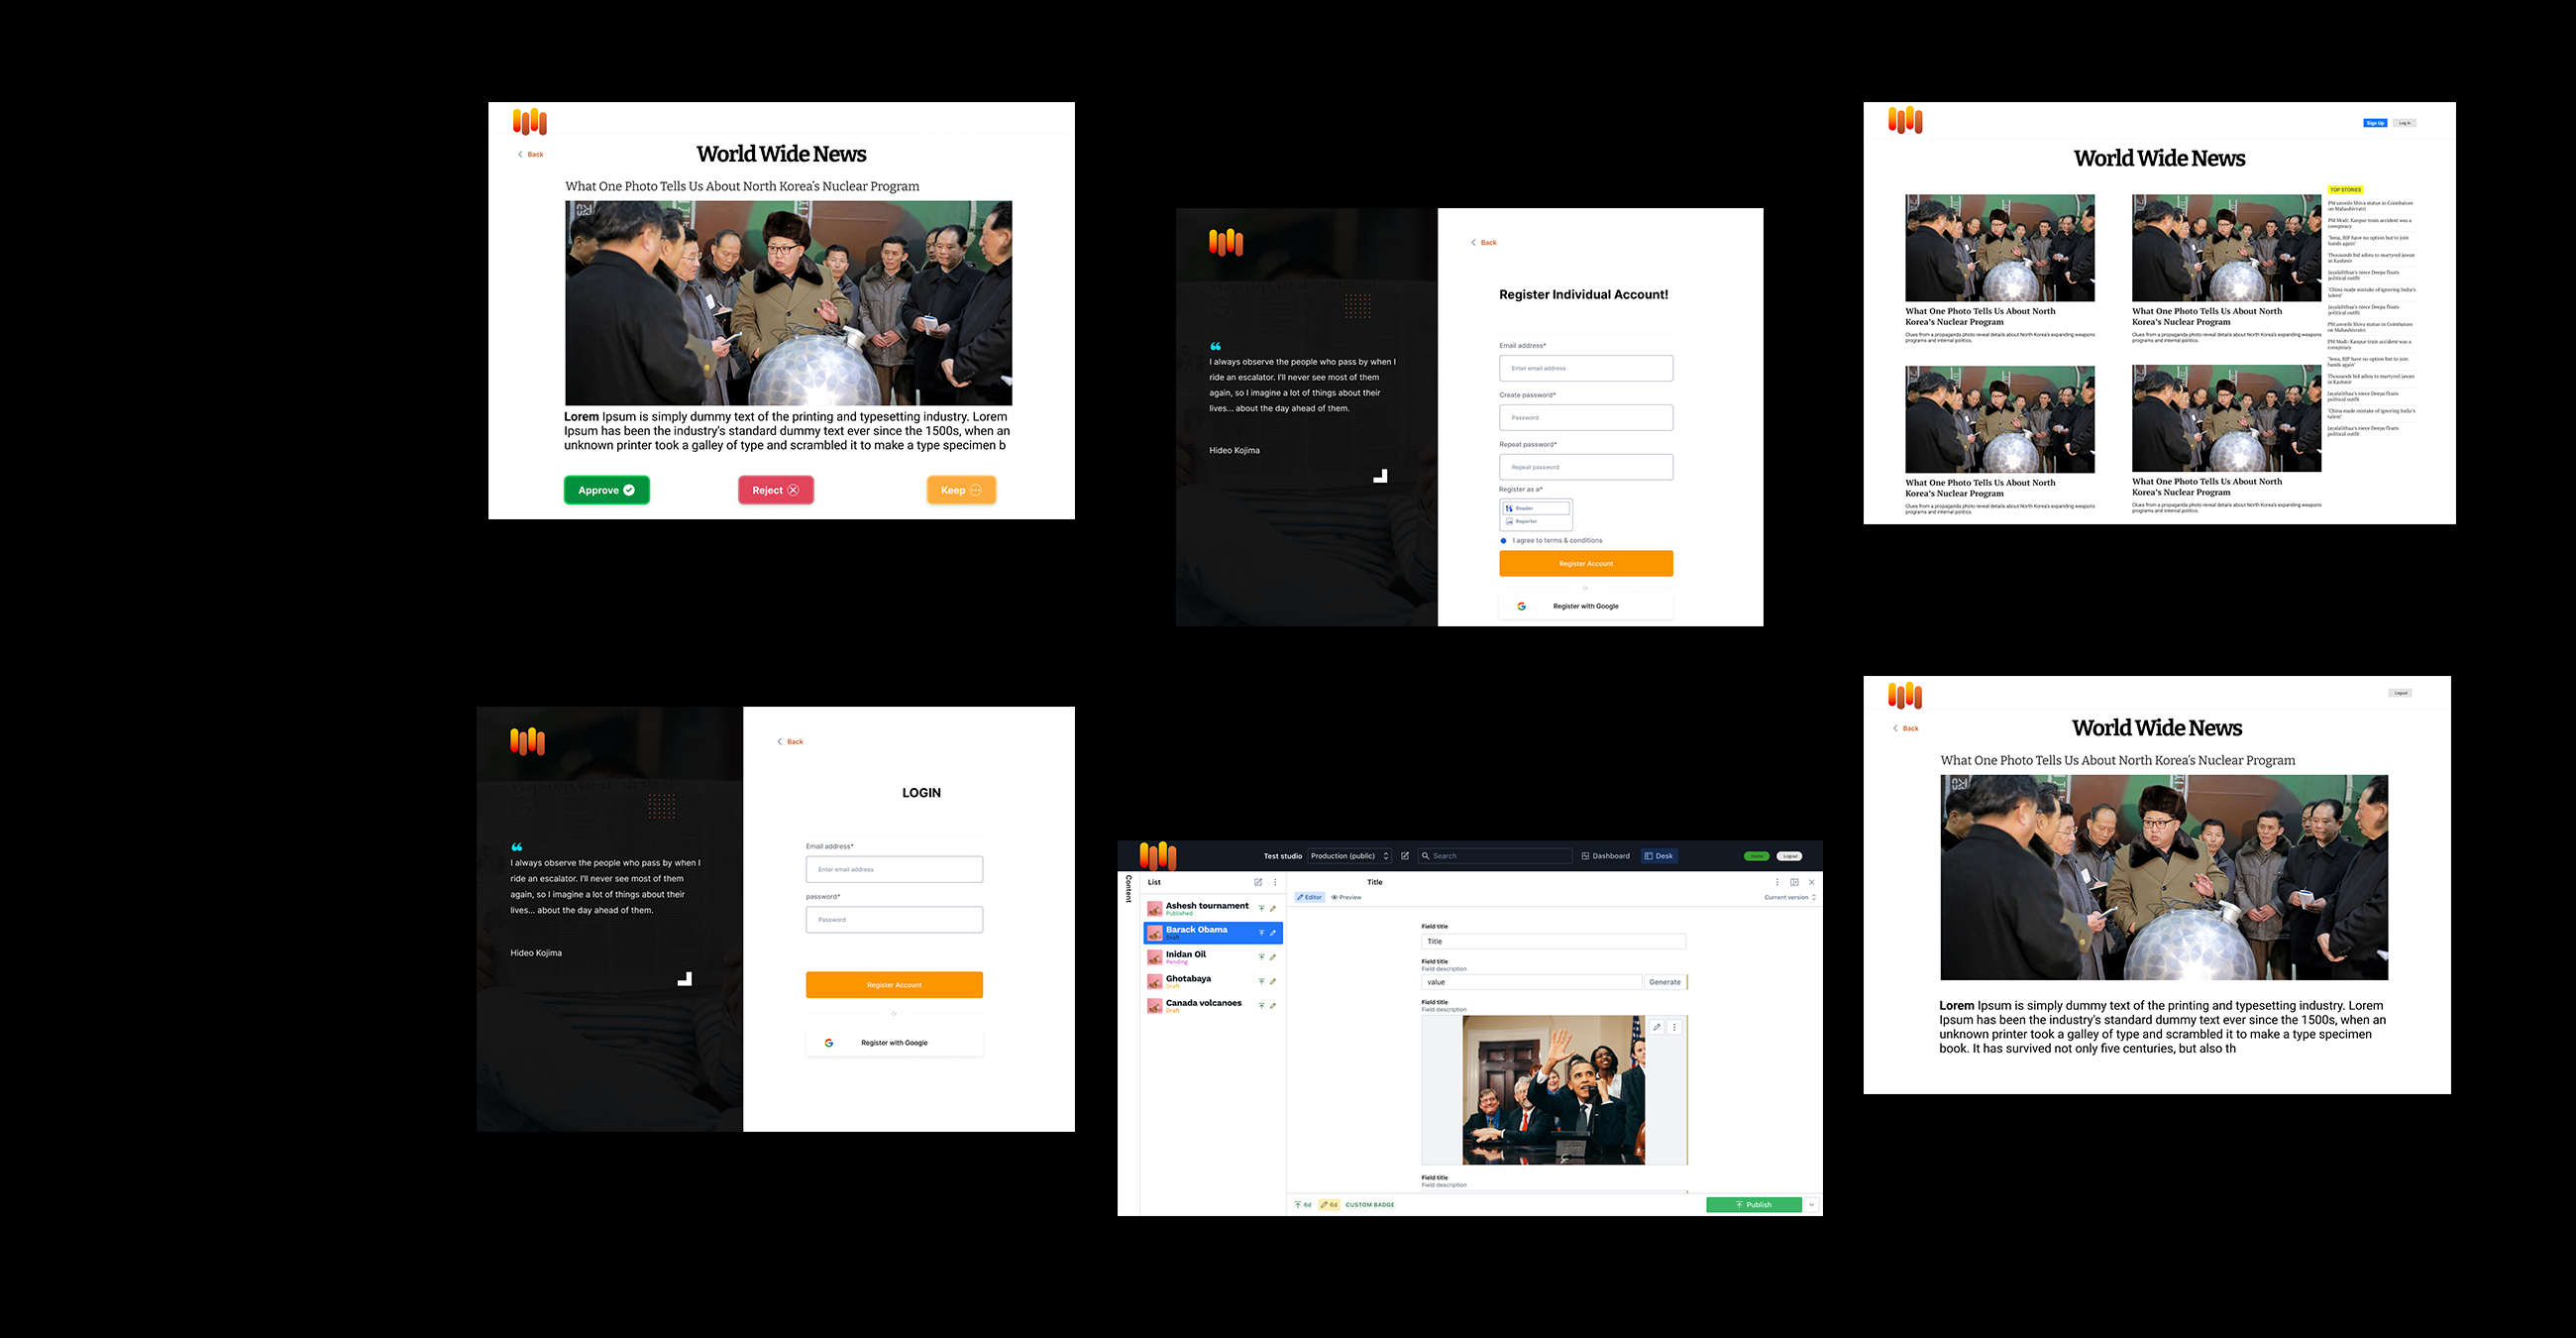 Back
World Wide News
What One Photo Tells Us About North Korea's Nuclear Program
Lorem Ipsum is simply dummy text of the printing and typesetting industry. Lorem
Ipsum has been the industry's standard dummy text ever since the 1500s, when an
unknown printer took a galley of type and scrambled it to make a type specimen b
Approve
Reject
Keep
I always observe the people who pass by when I
ride an escalator. I'll never see most of them
again, so I imagine a lot of things about their
lives... about the day ahead of them.
Hideo Kojima
Back
Register Individual Account!
Email address*
Enter email address
Create password*
Password
Repeat password*
Repeat password
Register as a*
Reader
Reporter
I agree to terms & conditions
Register Account
Or
Register with Google
Sign Up
Log In
World Wide News
TOP STORIES
What One Photo Tells Us About North
Korea's Nuclear Program
Clues from a propaganda photo reveal details about North Korea's expanding weapons
programs and internal politics.
What One Photo Tells Us About North
Korea's Nuclear Program
Clues from a propaganda photo reveal details about North Korea's expanding weapons
programs and internal politics.
What One Photo Tells Us About North
Korea's Nuclear Program
Clues from a propaganda photo reveal details about North Korea's expanding weapons
programs and internal politics.
What One Photo Tells Us About North
Korea's Nuclear Program
Clues from a propaganda photo reveal details about North Korea's expanding weapons
programs and internal politics.
PM unveils Shiva statue in Coimbatore
on Mahashivratri
PM Modi: Kanpur train accident was a
conspiracy
'Sena, BJP have no option but to join
hands again'
Thousands bid adieu to martyred jawan
in Kashmir
Jayalalithaa's niece Deepa floats
political outfit
'China made mistake of ignoring India's
talent'
Jayalalithaa's niece Deepa floats
political outfit
PM unveils Shiva statue in Coimbatore
on Mahashivratri
PM Modi: Kanpur train accident was a
conspiracy
'Sena, BJP have no option but to join
hands again'
Thousands bid adieu to martyred jawan
in Kashmir
Jayalalithaa's niece Deepa floats
political outfit
'China made mistake of ignoring India's
talent'
Jayalalithaa's niece Deepa floats
political outfit
I always observe the people who pass by when I
ride an escalator. I'll never see most of them
again, so I imagine a lot of things about their
lives... about the day ahead of them.
Hideo Kojima
Back
LOGIN
Email address*
Enter email address
password*
Password
Register Account
Or
Register with Google
Test studio
Production (public)
Search
Dashboard
Desk
Home
Logout
Content
List
Ashesh tournament
Published
Barack Obama
Draft
Inidan Oil
Pending
Ghotabaya
Draft
Canada volcanoes
Draft
Title
Editor
Preview
Current version
Field title
Title
Field title
Field description
value
Generate
Field title
Field description
Field title
Field description
6d
6d
CUSTOM BADGE
Publish
Logout
Back
World Wide News
What One Photo Tells Us About North Korea's Nuclear Program
Lorem Ipsum is simply dummy text of the printing and typesetting industry. Lorem
Ipsum has been the industry's standard dummy text ever since the 1500s, when an
unknown printer took a galley of type and scrambled it to make a type specimen
book. It has survived not only five centuries, but also th